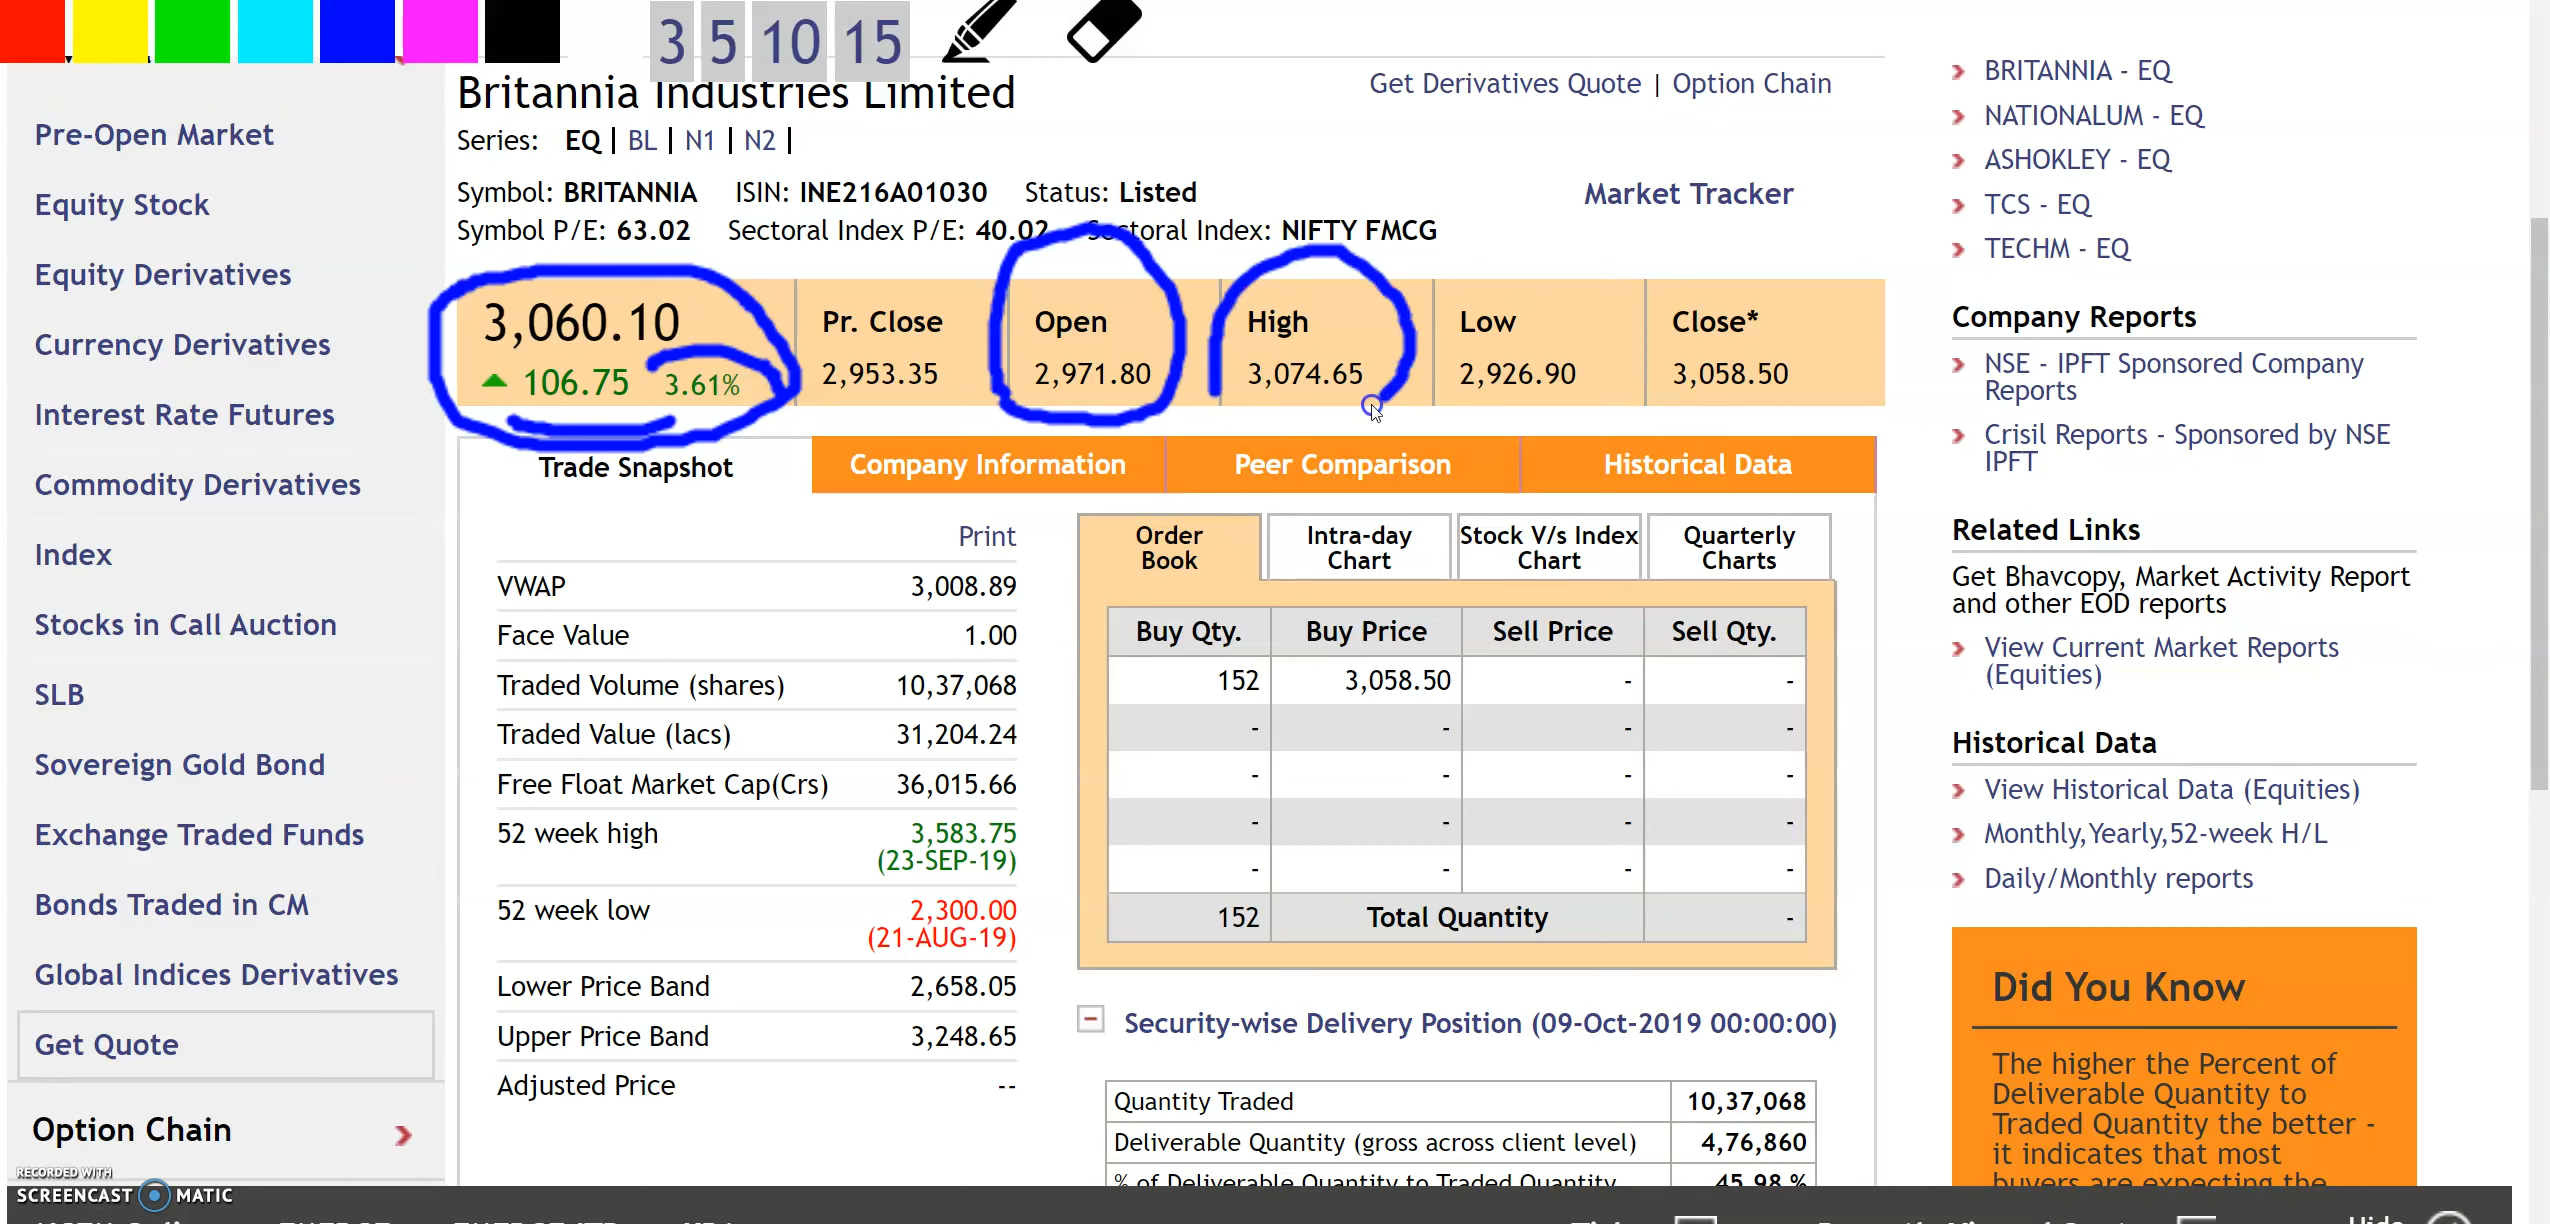 3 5 10 15
Britannia Industries Limited
Get Derivatives Quote | Option Chain
Series: EQ | BL | N1 | N2 |
Symbol: BRITANNIA ISIN: INE216A01030 Status: Listed
Market Tracker
Symbol P/E: 63.02 Sectoral Index P/E: 40.02 Sectoral Index: NIFTY FMCG
3,060.10
106.75 3.61%
Pr. Close
2,953.35
Open
2,971.80
High
3,074.65
Low
2,926.90
Close*
3,058.50
Pre-Open Market
Equity Stock
Equity Derivatives
Currency Derivatives
Interest Rate Futures
Commodity Derivatives
Index
Stocks in Call Auction
SLB
Sovereign Gold Bond
Exchange Traded Funds
Bonds Traded in CM
Global Indices Derivatives
Get Quote
Option Chain
RECORDED WITH
SCREENCAST MATIC
Trade Snapshot
Company Information
Peer Comparison
Historical Data
Print
VWAP 3,008.89
Face Value 1.00
Traded Volume (shares) 10,37,068
Traded Value (lacs) 31,204.24
Free Float Market Cap(Crs) 36,015.66
52 week high 3,583.75
(23-SEP-19)
52 week low 2,300.00
(21-AUG-19)
Lower Price Band 2,658.05
Upper Price Band 3,248.65
Adjusted Price --
Order
Book
Intra-day
Chart
Stock V/s Index
Chart
Quarterly
Charts
Buy Qty. Buy Price Sell Price Sell Qty.
152 3,058.50 - -
- - - -
- - - -
- - - -
- - - -
152 Total Quantity -
Security-wise Delivery Position (09-Oct-2019 00:00:00)
Quantity Traded 10,37,068
Deliverable Quantity (gross across client level) 4,76,860
% of Deliverable Quantity to Traded Quantity 45.98 %
BRITANNIA - EQ
NATIONALUM - EQ
ASHOKLEY - EQ
TCS - EQ
TECHM - EQ
Company Reports
NSE - IPFT Sponsored Company
Reports
Crisil Reports - Sponsored by NSE
IPFT
Related Links
Get Bhavcopy, Market Activity Report
and other EOD reports
View Current Market Reports
(Equities)
Historical Data
View Historical Data (Equities)
Monthly,Yearly,52-week H/L
Daily/Monthly reports
Did You Know
The higher the Percent of
Deliverable Quantity to
Traded Quantity the better -
it indicates that most
buyers are expecting the
Hide